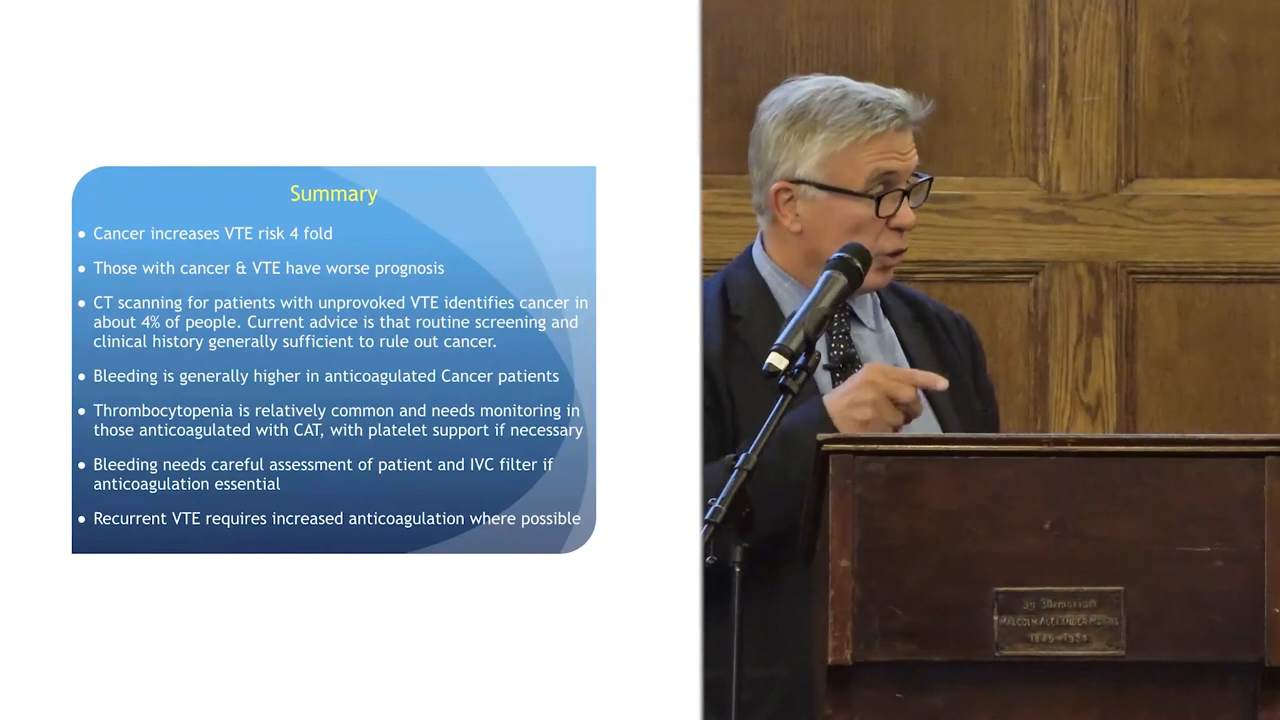 Summary
• Cancer increases VTE risk 4 fold
• Those with cancer & VTE have worse prognosis
• CT scanning for patients with unprovoked VTE identifies cancer in
about 4% of people. Current advice is that routine screening and
clinical history generally sufficient to rule out cancer.
• Bleeding is generally higher in anticoagulated Cancer patients
• Thrombocytopenia is relatively common and needs monitoring in
those anticoagulated with CAT, with platelet support if necessary
• Bleeding needs careful assessment of patient and IVC filter if
anticoagulation essential
• Recurrent VTE requires increased anticoagulation where possible
In Memoriam
MALCOLM ALEXANDER